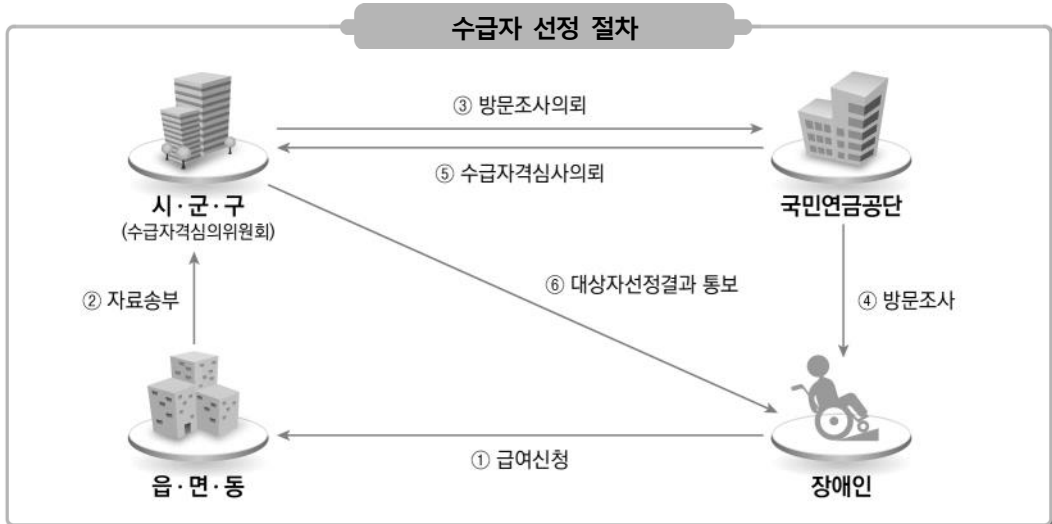 수급자 선정 절차
③ 방문조사의뢰
⑤ 수급자격심사의뢰
시·군·구
(수급자격심의위원회)
국민연금공단
② 자료송부
⑥ 대상자선정결과 통보
④ 방문조사
① 급여신청
읍·면·동
장애인